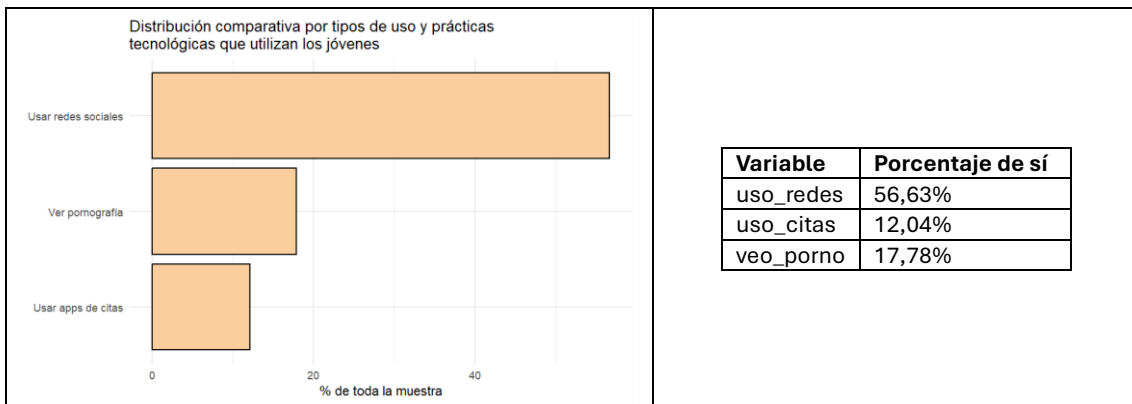 Distribución comparativa por tipos de uso y prácticas
tecnológicas que utilizan los jóvenes
Usar redes sociales
Ver pornografía
Usar apps de citas
0 20 40
% de toda la muestra
Variable Porcentaje de sí
uso_redes 56,63%
uso_citas 12,04%
veo_porno 17,78%